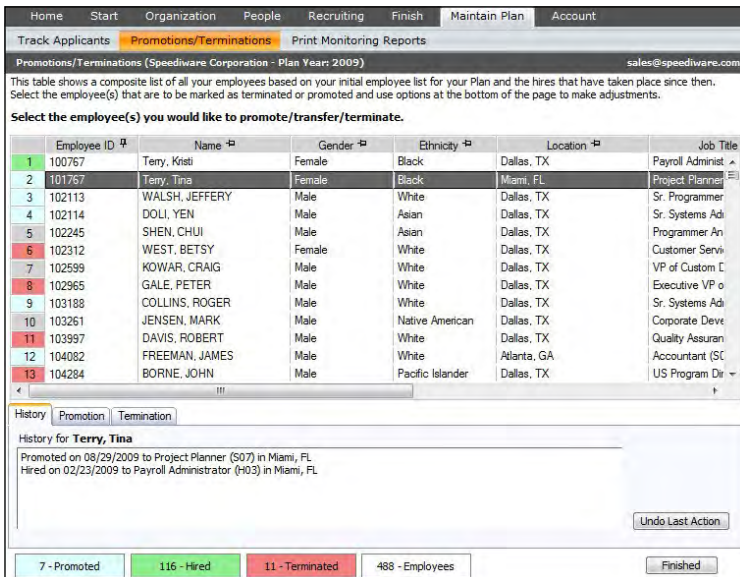 Home Start Organization People Recruiting Finish Maintain Plan Account
Track Applicants Promotions/Terminations Print Monitoring Reports
Promotions/Terminations (Speediware Corporation - Plan Year: 2009) sales@speediware.com
This table shows a composite list of all your employees based on your initial employee list for your Plan and the hires that have taken place since then.
Select the employee(s) that are to be marked as terminated or promoted and use options at the bottom of the page to make adjustments.
Select the employee(s) you would like to promote/transfer/terminate.
Employee ID Name Gender Ethnicity Location Job Title
1 100767 Terry, Kristi Female Black Dallas, TX Payroll Administ
2 101767 Terry, Tina Female Black Miami, FL Project Planner
3 102113 WALSH, JEFFERY Male White Dallas, TX Sr. Programmer
4 102114 DOLI, YEN Male Asian Dallas, TX Sr. Systems Adi
5 102245 SHEN, CHUI Male Asian Dallas, TX Programmer An
6 102312 WEST, BETSY Female White Dallas, TX Customer Servi
7 102599 KOWAR, CRAIG Male White Dallas, TX VP of Custom D
8 102965 GALE, PETER Male White Dallas, TX Executive VP o
9 103188 COLLINS, ROGER Male White Dallas, TX Sr. Systems Adi
10 103261 JENSEN, MARK Male Native American Dallas, TX Corporate Deve
11 103997 DAVIS, ROBERT Male White Dallas, TX Quality Assuran
12 104082 FREEMAN, JAMES Male White Atlanta, GA Accountant (SC
13 104284 BORNE, JOHN Male Pacific Islander Dallas, TX US Program Dir
History Promotion Termination
History for Terry, Tina
Promoted on 08/29/2009 to Project Planner (S07) in Miami, FL
Hired on 02/23/2009 to Payroll Administrator (H03) in Miami, FL
Undo Last Action
7 - Promoted 116 - Hired 11 - Terminated 488 - Employees Finished